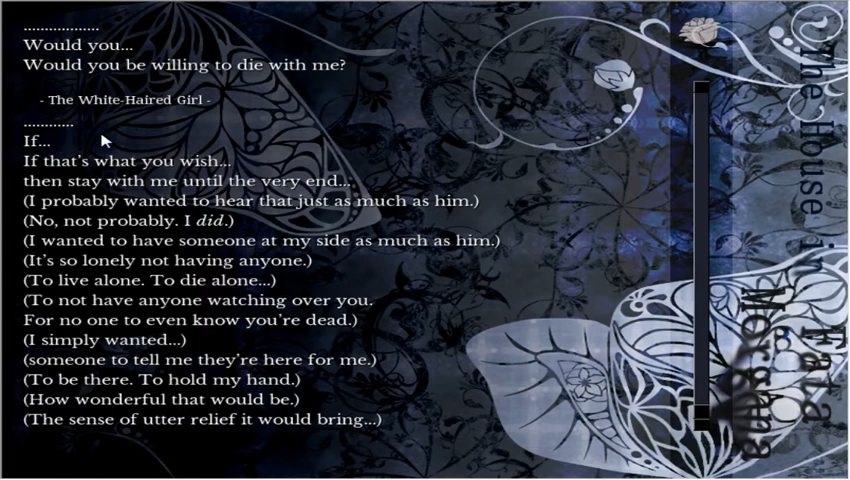 ...................
Would you...
Would you be willing to die with me?
- The White-Haired Girl -
............
If...
If that's what you wish...
then stay with me until the very end...
(I probably wanted to hear that just as much as him.)
(No, not probably. I did.)
(I wanted to have someone at my side as much as him.)
(It's so lonely not having anyone.)
(To live alone. To die alone...)
(To not have anyone watching over you.
For no one to even know you're dead.)
(I simply wanted...)
(someone to tell me they're here for me.)
(To be there. To hold my hand.)
(How wonderful that would be.)
(The sense of utter relief it would bring...)
The House in
Fata
Morgana